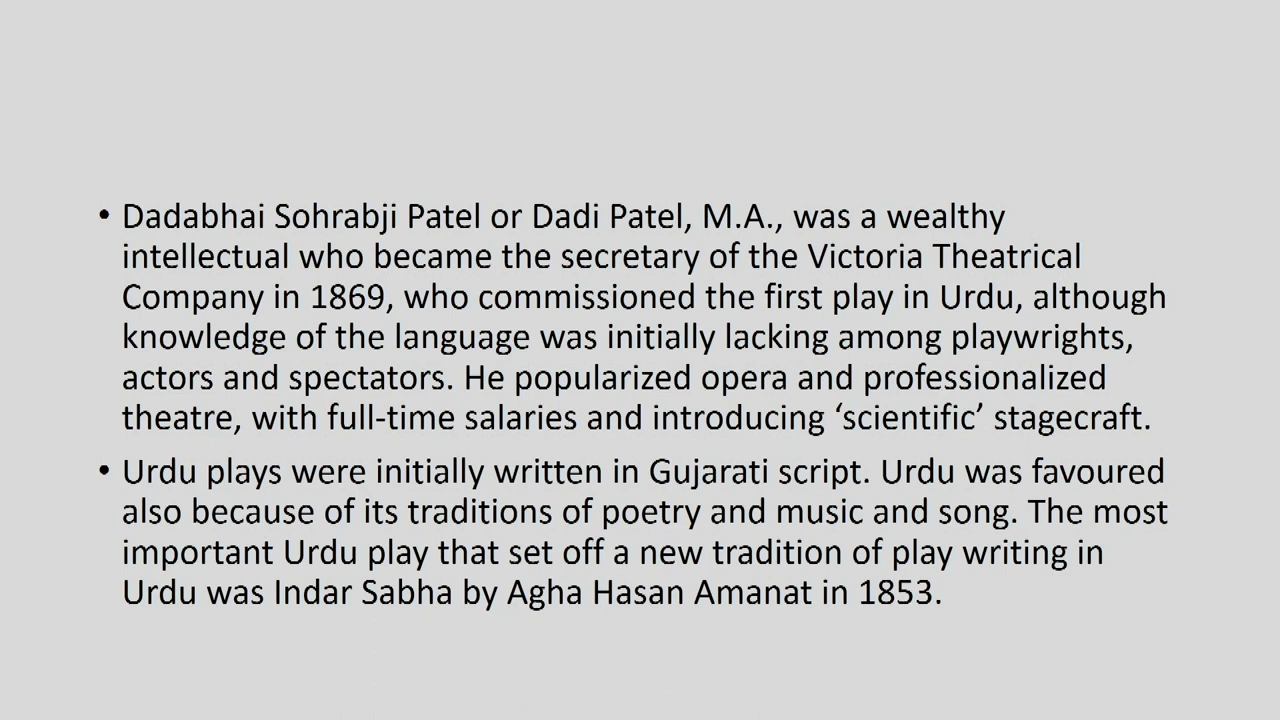 • Dadabhai Sohrabji Patel or Dadi Patel, M.A., was a wealthy
intellectual who became the secretary of the Victoria Theatrical
Company in 1869, who commissioned the first play in Urdu, although
knowledge of the language was initially lacking among playwrights,
actors and spectators. He popularized opera and professionalized
theatre, with full-time salaries and introducing ‘scientific’ stagecraft.
• Urdu plays were initially written in Gujarati script. Urdu was favoured
also because of its traditions of poetry and music and song. The most
important Urdu play that set off a new tradition of play writing in
Urdu was Indar Sabha by Agha Hasan Amanat in 1853.